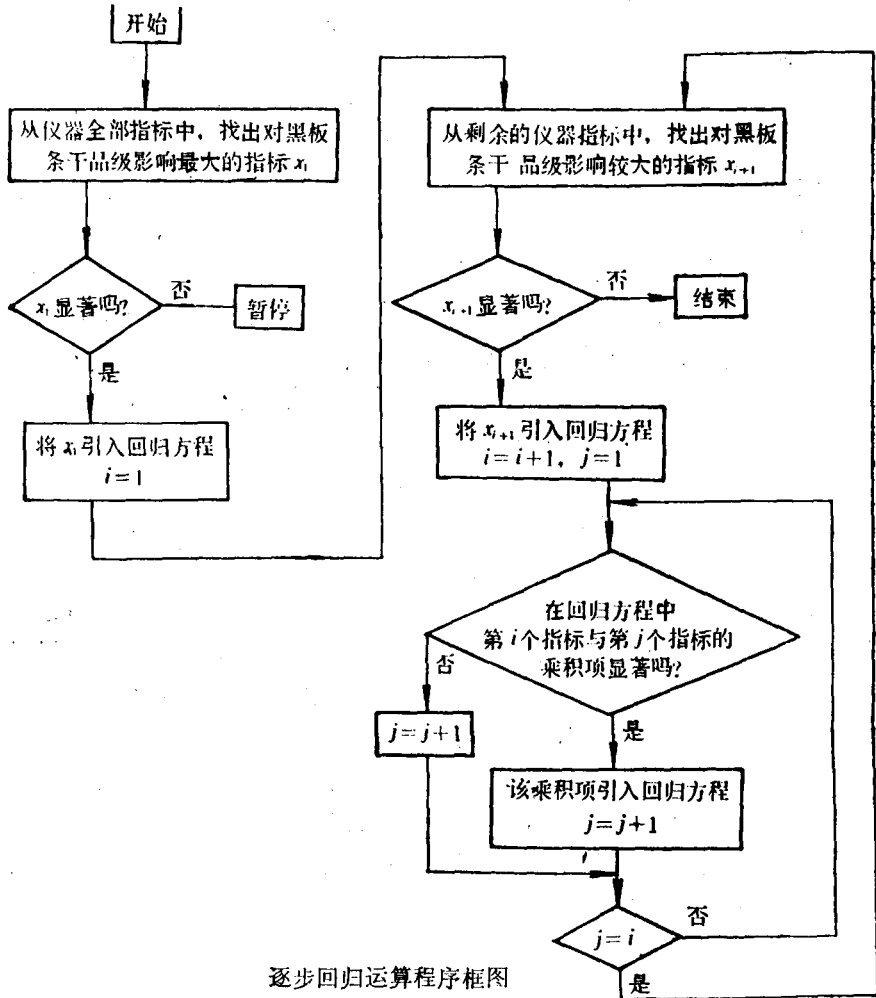 开始
从仪器全部指标中，找出对黑板
条干品级影响最大的指标 x₁
x₁显著吗?
否
暂停
是
将 x₁引入回归方程
i=1
从剩余的仪器指标中，找出对黑板
条干 品级影响较大的指标 xᵢ₊₁
xᵢ₊₁显著吗?
否
结束
是
将 xᵢ₊₁引入回归方程
i=i+1, j=1
在回归方程中
第 i个指标与第 j个指标的
乘积项显著吗?
否
j=j+1
是
该乘积项引入回归方程
j=j+1
j=i
否
是
逐步回归运算程序框图